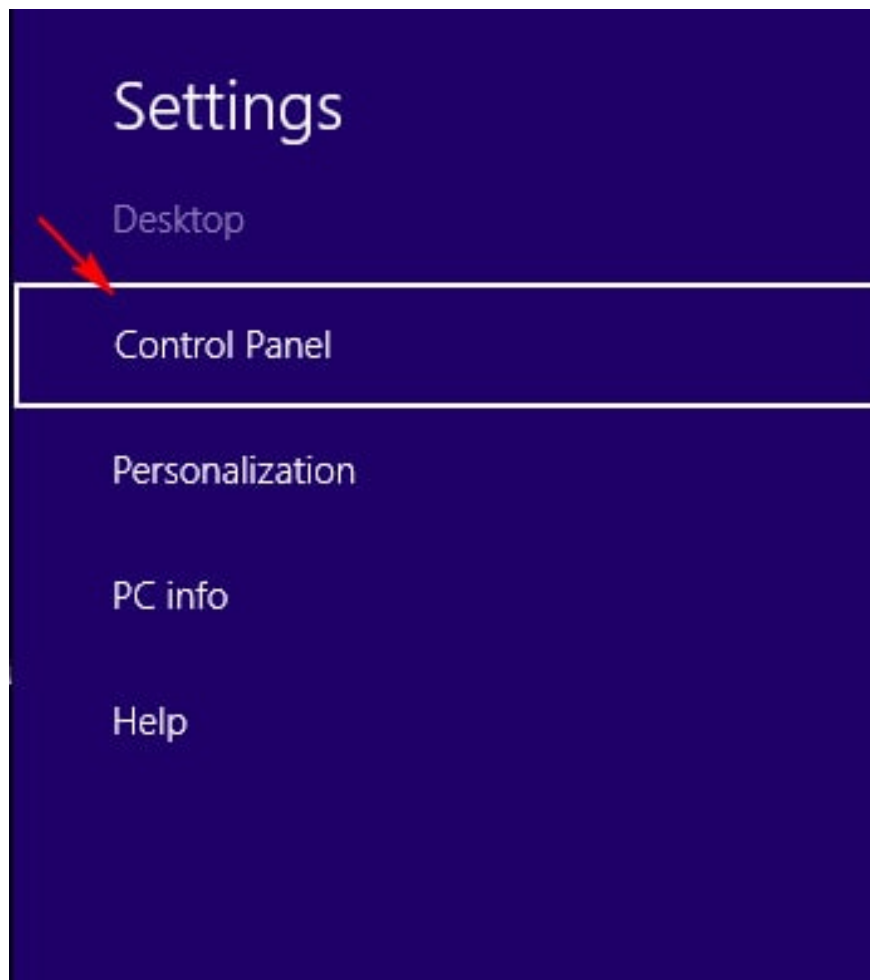 Settings
Desktop
Control Panel
Personalization
PC info
Help